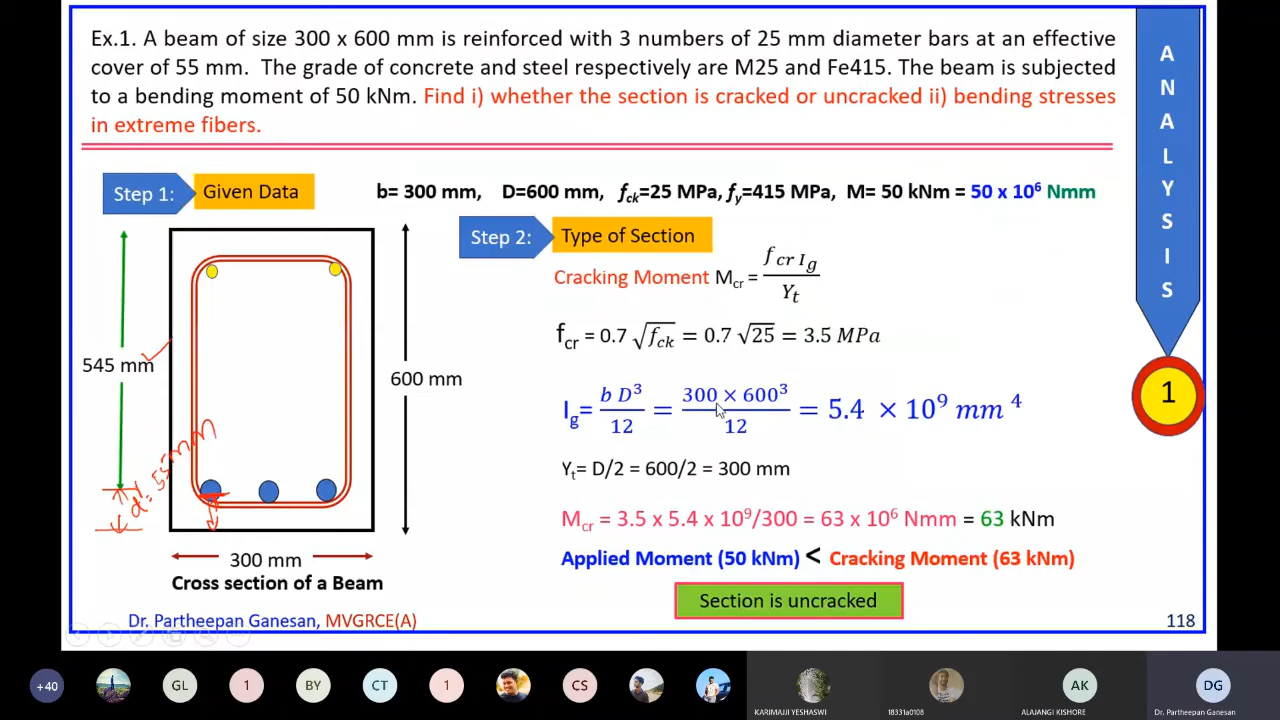 Ex.1. A beam of size 300 x 600 mm is reinforced with 3 numbers of 25 mm diameter bars at an effective
cover of 55 mm. The grade of concrete and steel respectively are M25 and Fe415. The beam is subjected
to a bending moment of 50 kNm. Find i) whether the section is cracked or uncracked ii) bending stresses
in extreme fibers.
ANALYSIS
1
Step 1:
Given Data
b= 300 mm, D=600 mm, fck=25 MPa, fy=415 MPa, M= 50 kNm = 50 x 10⁶ Nmm
Step 2:
Type of Section
Cracking Moment Mcr = fcr Ig / Yt
fcr = 0.7 √fck = 0.7 √25 = 3.5 MPa
Ig= b D³ / 12 = 300 × 600³ / 12 = 5.4 × 10⁹ mm ⁴
Yt= D/2 = 600/2 = 300 mm
Mcr = 3.5 x 5.4 x 10⁹/300 = 63 x 10⁶ Nmm = 63 kNm
Applied Moment (50 kNm) < Cracking Moment (63 kNm)
Section is uncracked
545 mm
600 mm
d'= 55mm
300 mm
Cross section of a Beam
Dr. Partheepan Ganesan, MVGRCE(A)
118
+40
GL
1
BY
CT
1
CS
KARIMAJJI YESHASWI
18331a0108
AK
ALAJANGI KISHORE
DG
Dr. Partheepan Ganesan